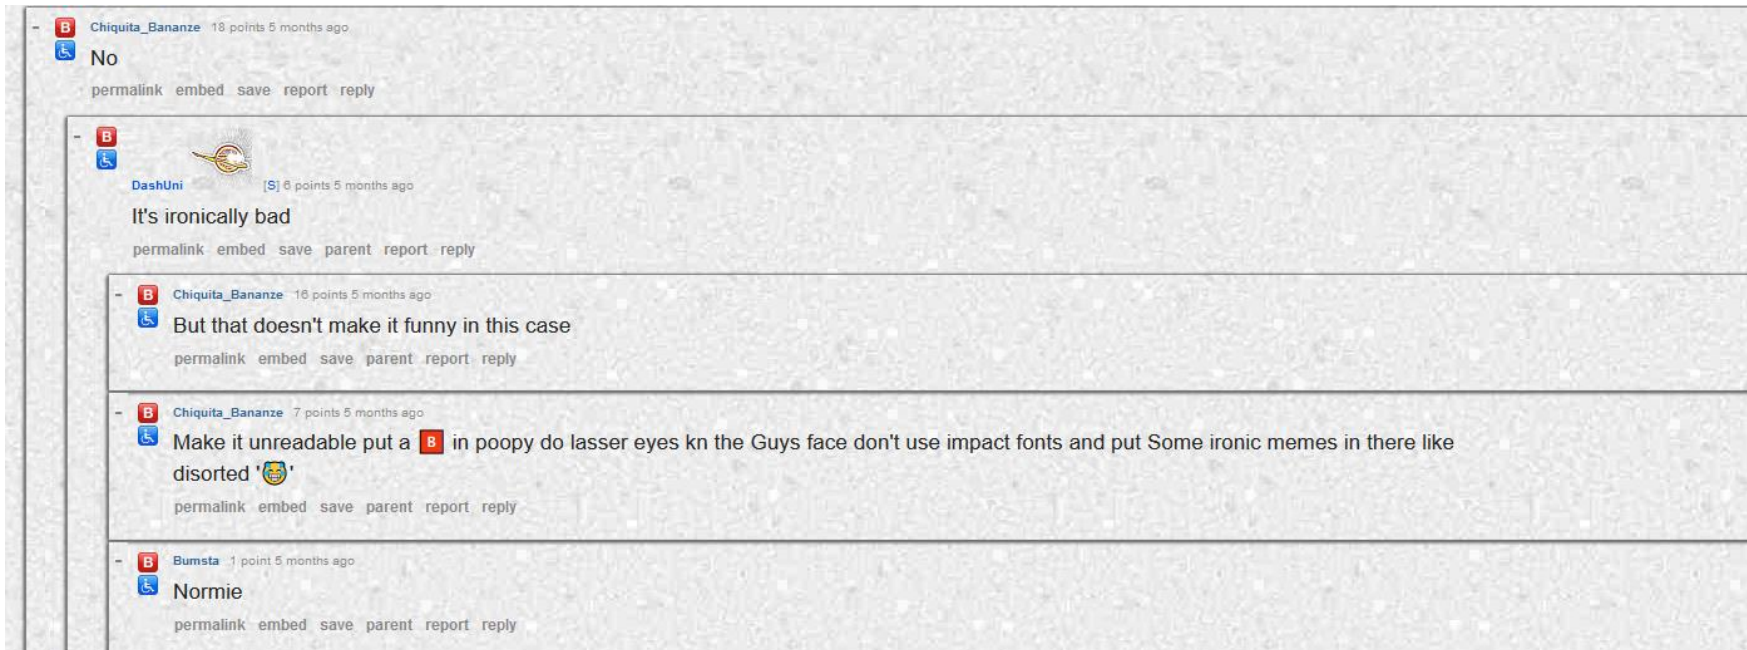 - B Chiquita_Bananze 18 points 5 months ago
No
permalink embed save report reply
- B
DashUni [S] 6 points 5 months ago
It's ironically bad
permalink embed save parent report reply
- B Chiquita_Bananze 16 points 5 months ago
But that doesn't make it funny in this case
permalink embed save parent report reply
- B Chiquita_Bananze 7 points 5 months ago
Make it unreadable put a B in poopy do lasser eyes kn the Guys face don't use impact fonts and put Some ironic memes in there like
disorted '😂'
permalink embed save parent report reply
- B Bumsta 1 point 5 months ago
Normie
permalink embed save parent report reply